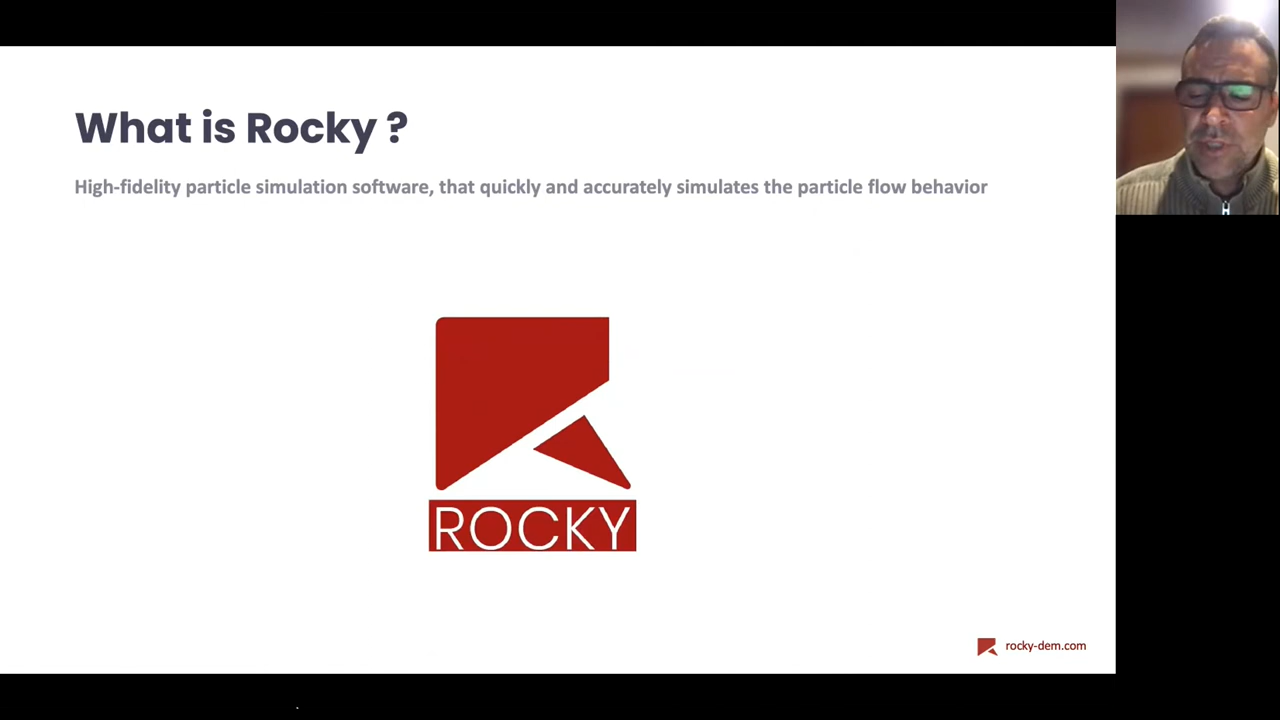 What is Rocky ?
High-fidelity particle simulation software, that quickly and accurately simulates the particle flow behavior
ROCKY
rocky-dem.com